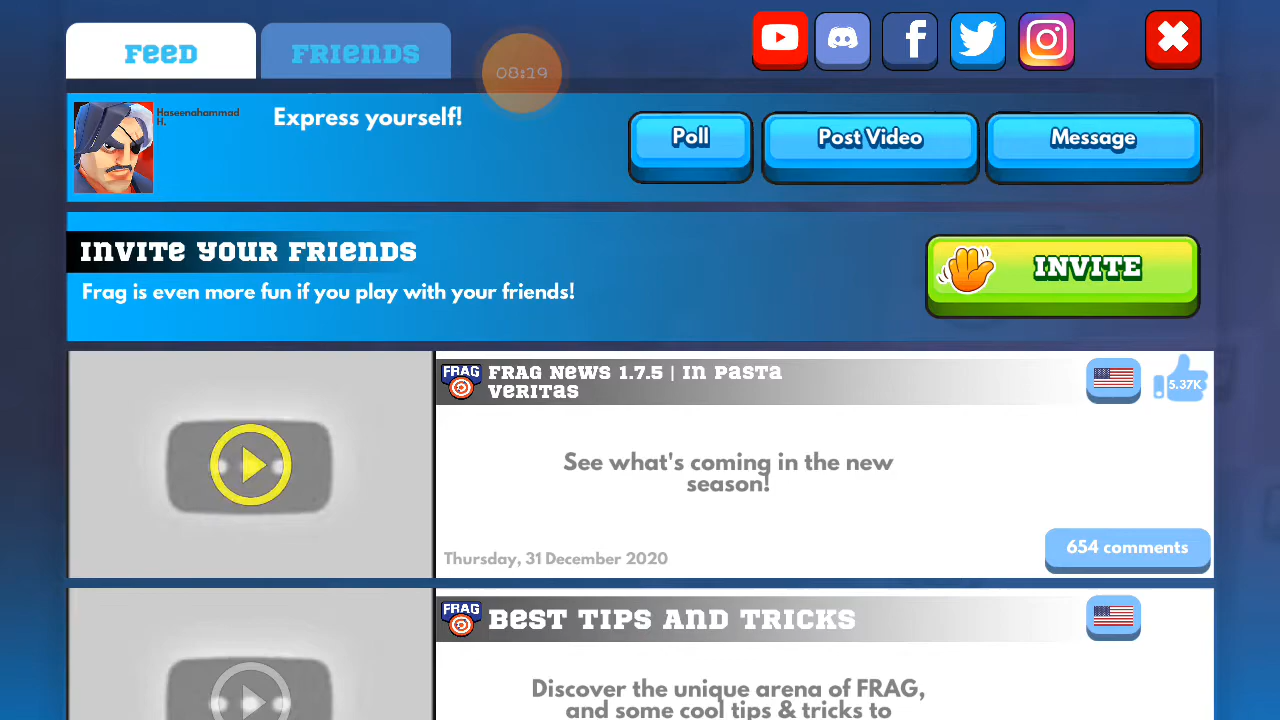 Feed
Friends
08:19
Haseenahammad
H.
Express yourself!
Poll
Post Video
Message
Invite your friends
Frag is even more fun if you play with your friends!
INVITE
FRAG
FRAG News 1.7.5 | In Pasta
Veritas
5.37K
See what's coming in the new
season!
Thursday, 31 December 2020
654 comments
FRAG
BEST TIPS AND TRICKS
Discover the unique arena of FRAG,
and some cool tips & tricks to